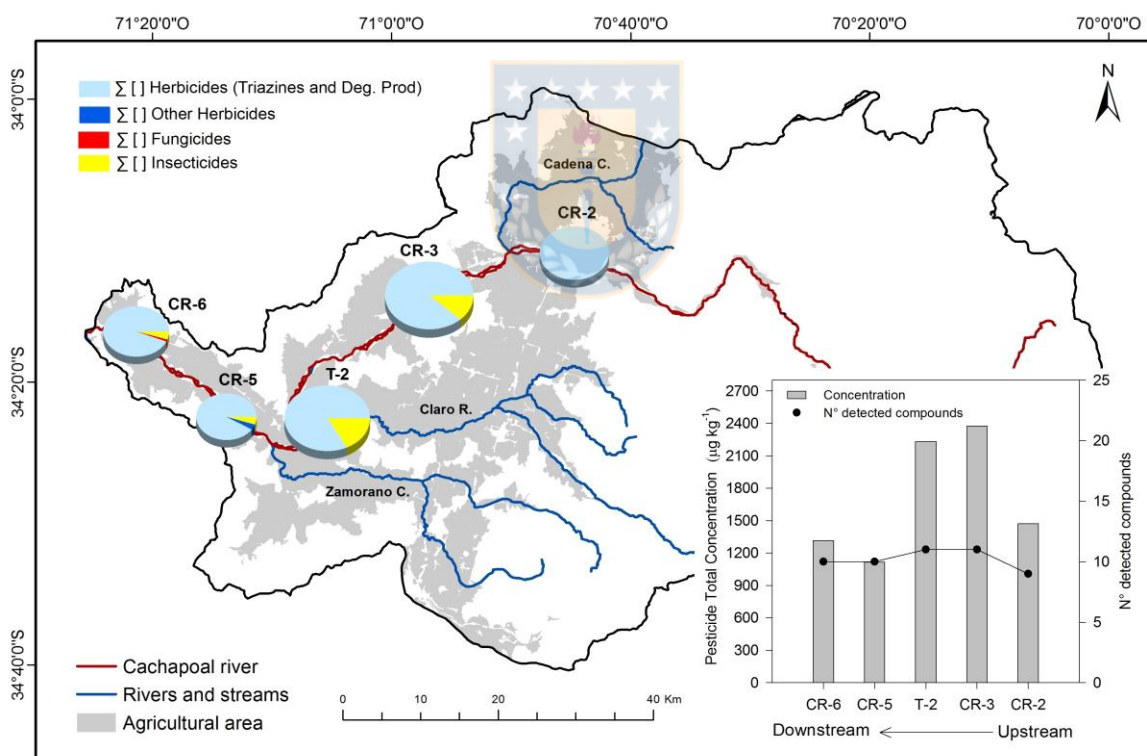 71°20'0"O 71°0'0"O 70°40'0"O 70°20'0"O 70°0'0"O
34°0'0"S
34°20'0"S
34°40'0"S
∑ [ ] Herbicides (Triazines and Deg. Prod)
∑ [ ] Other Herbicides
∑ [ ] Fungicides
∑ [ ] Insecticides
N
Cadena C.
CR-2
CR-3
CR-6
CR-5
T-2
Claro R.
Zamorano C.
Cachapoal river
Rivers and streams
Agricultural area
0 10 20 30 40 Km
Concentration
N° detected compounds
Pesticide Total Concentration (µg kg-1)
2700
2400
2100
1800
1500
1200
900
600
300
0
25
20
15
10
5
0
N° detected compounds
CR-6 CR-5 T-2 CR-3 CR-2
Downstream Upstream